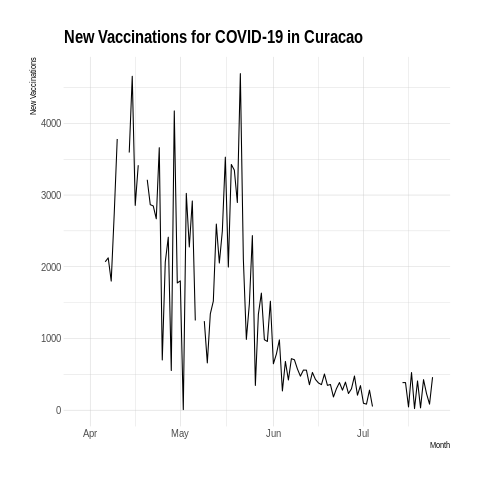 New Vaccinations for COVID-19 in Curacao
New Vaccinations
4000
3000
2000
1000
0
Apr
May
Jun
Jul
Month